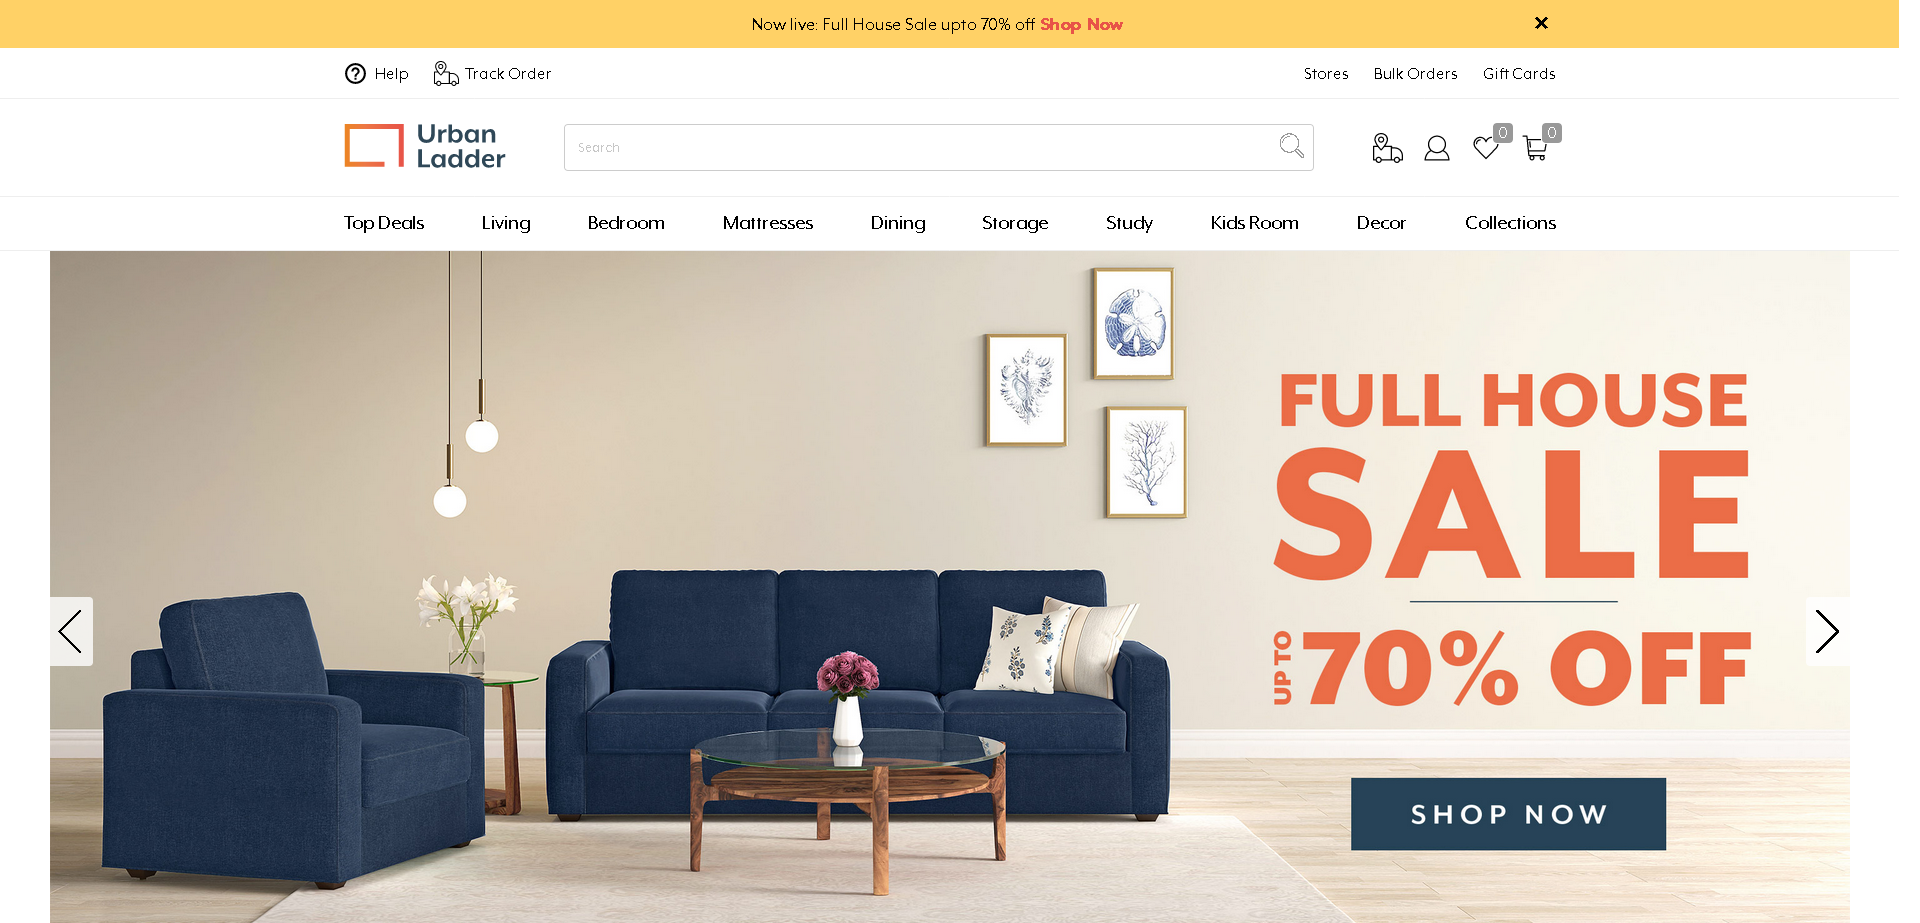 Now live: Full House Sale upto 70% off Shop Now
Help Track Order Stores Bulk Orders Gift Cards
Urban
Ladder
Search
0 0
Top Deals Living Bedroom Mattresses Dining Storage Study Kids Room Decor Collections
FULL HOUSE
SALE
UP TO 70% OFF
SHOP NOW